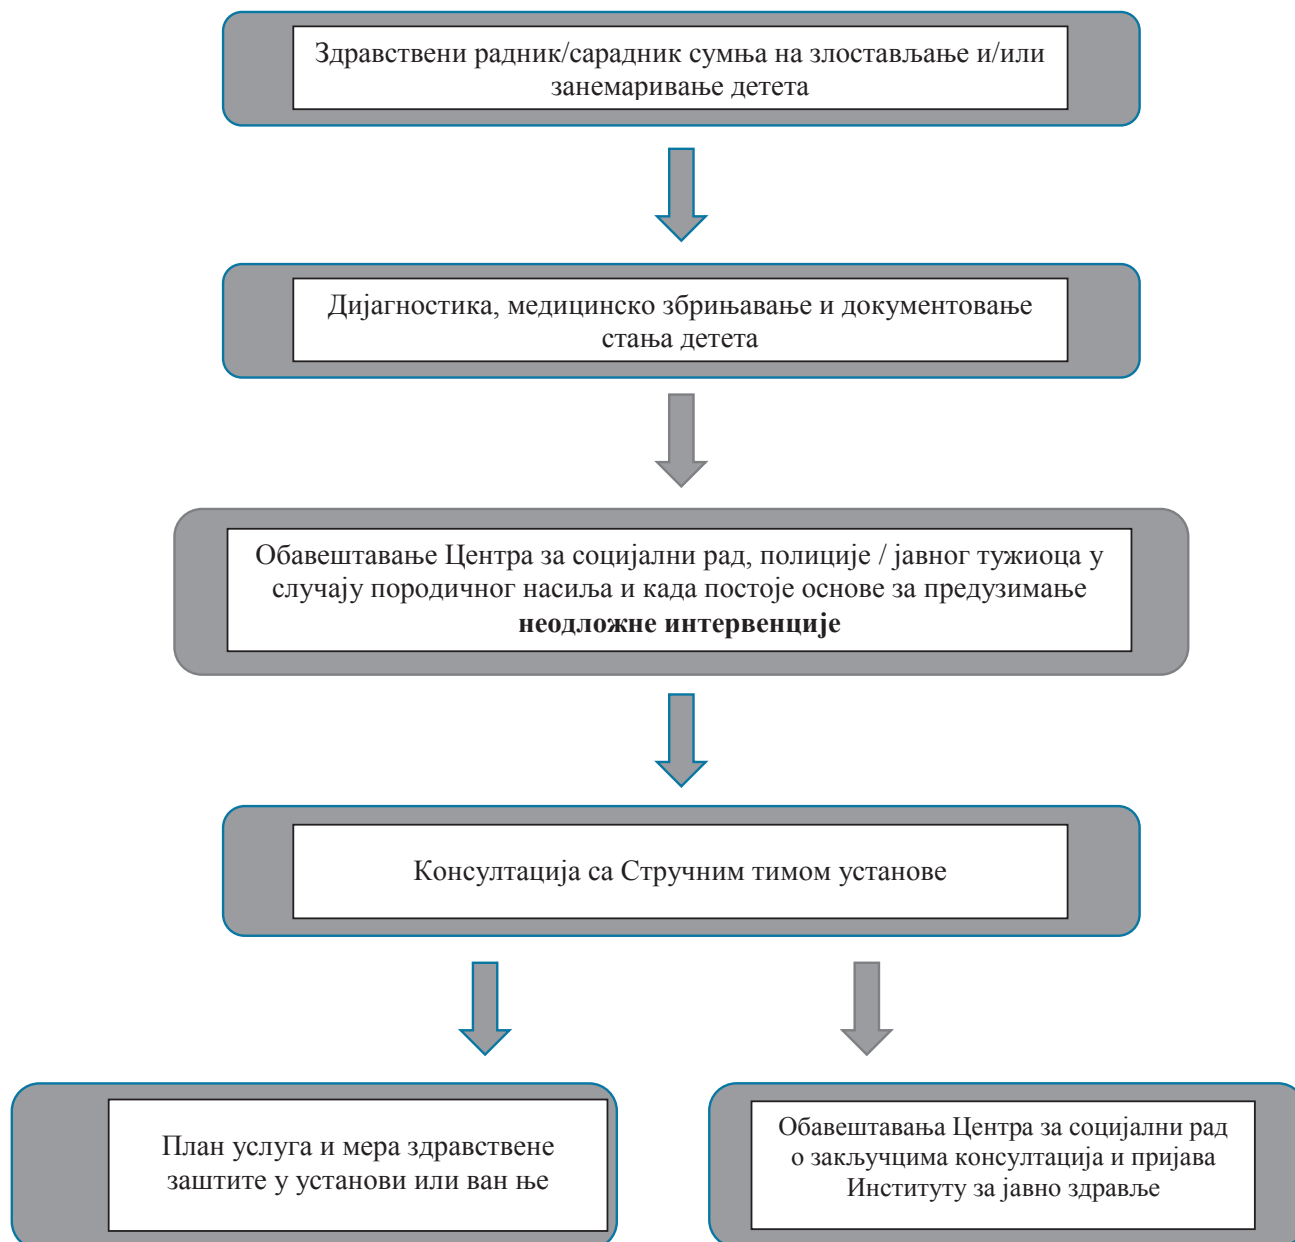 Здравствени радник/сарадник сумња на злостављање и/или
занемаривање детета
Дијагностика, медицинско збрињавање и документовање
стања детета
Обавештавање Центра за социјални рад, полиције / јавног тужиоца у
случају породичног насиља и када постоје основе за предузимање
неодложне интервенције
Консултација са Стручним тимом установе
План услуга и мера здравствене
заштите у установи или ван ње
Обавештавања Центра за социјални рад
о закључцима консултација и пријава
Институту за јавно здравље